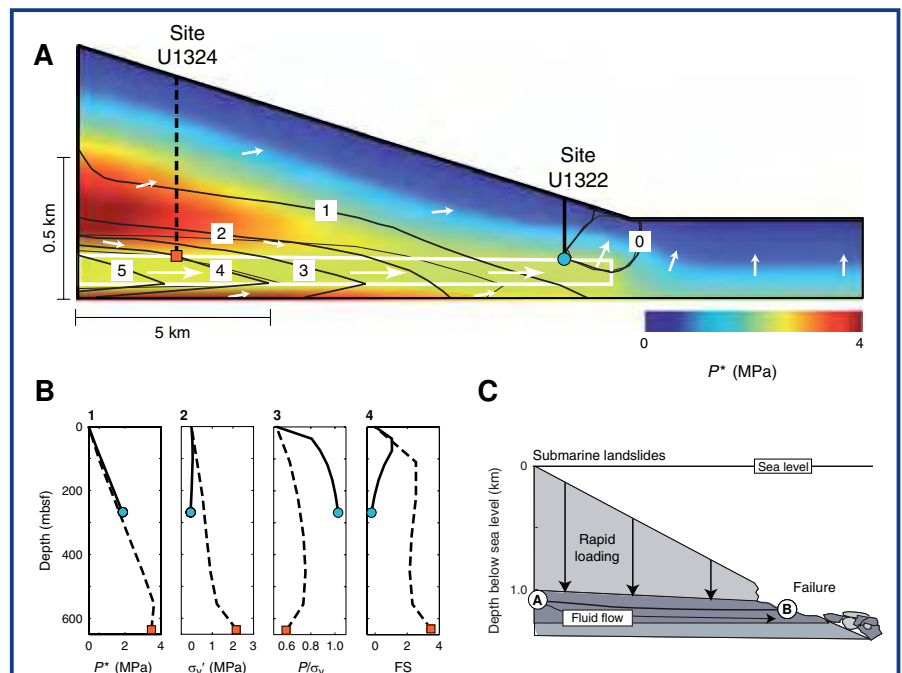 A
Site
U1324
Site
U1322
0.5 km
1
2
0
5
4
3
5 km
0
4
P* (MPa)
B
C
1
2
3
4
0
200
400
600
Depth (mbsf)
0 2 4
0 2 4
0.6 0.8 1.0
0 4
P* (MPa)
σv' (MPa)
P/σv
FS
Submarine landslides
0
Sea level
Depth below sea level (km)
Rapid
loading
1.0
Failure
A
B
Fluid flow